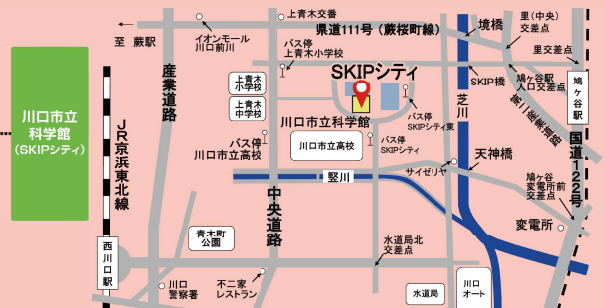 川口市立
科学館
(SKIPシティ)
至 蕨駅
イオンモール
川口前川
上青木交番
県道111号(蕨桜町線)
境橋
里(中央)
交差点
里交差点
バス停
上青木小学校
SKIPシティ
SKIP橋
鳩ヶ谷駅
入口交差点
鳩ヶ谷駅
産業道路
上青木
小学校
上青木
中学校
川口市立科学館
バス停
SKIPシティ東
芝川
第二産業道路
国道122号
JR京浜東北線
バス停
川口市立高校
川口市立高校
バス停
SKIPシティ
サイゼリヤ
天神橋
竪川
中央道路
鳩ヶ谷
変電所前
交差点
変電所
青木町
公園
水道局北
交差点
西川口駅
川口
警察署
不二家
レストラン
水道局
川口
オート